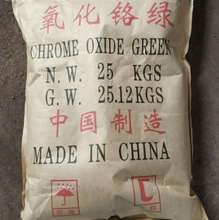 氧化铬绿
CHROME OXIDE GREEN
N.W. 25 KGS
G.W. 25.12KGS
中国制造
MADE IN CHINA